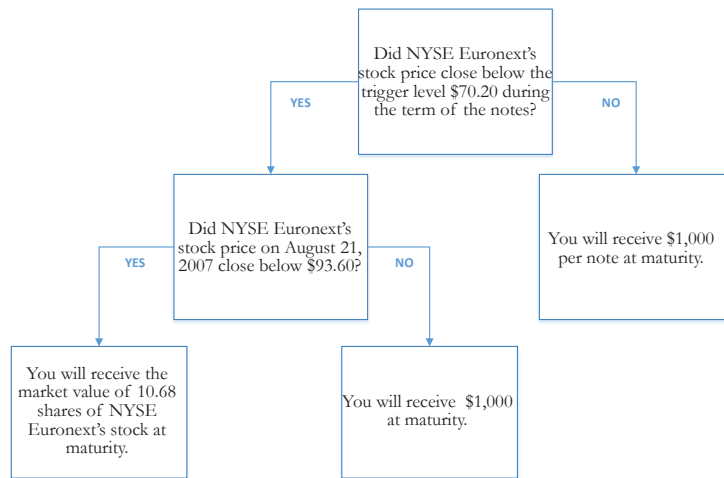 Did NYSE Euronext's
stock price close below the
trigger level $70.20 during
the term of the notes?
YES
NO
Did NYSE Euronext's
stock price on August 21,
2007 close below $93.60?
You will receive $1,000
per note at maturity.
YES
NO
You will receive the
market value of 10.68
shares of NYSE
Euronext's stock at
maturity.
You will receive $1,000
at maturity.